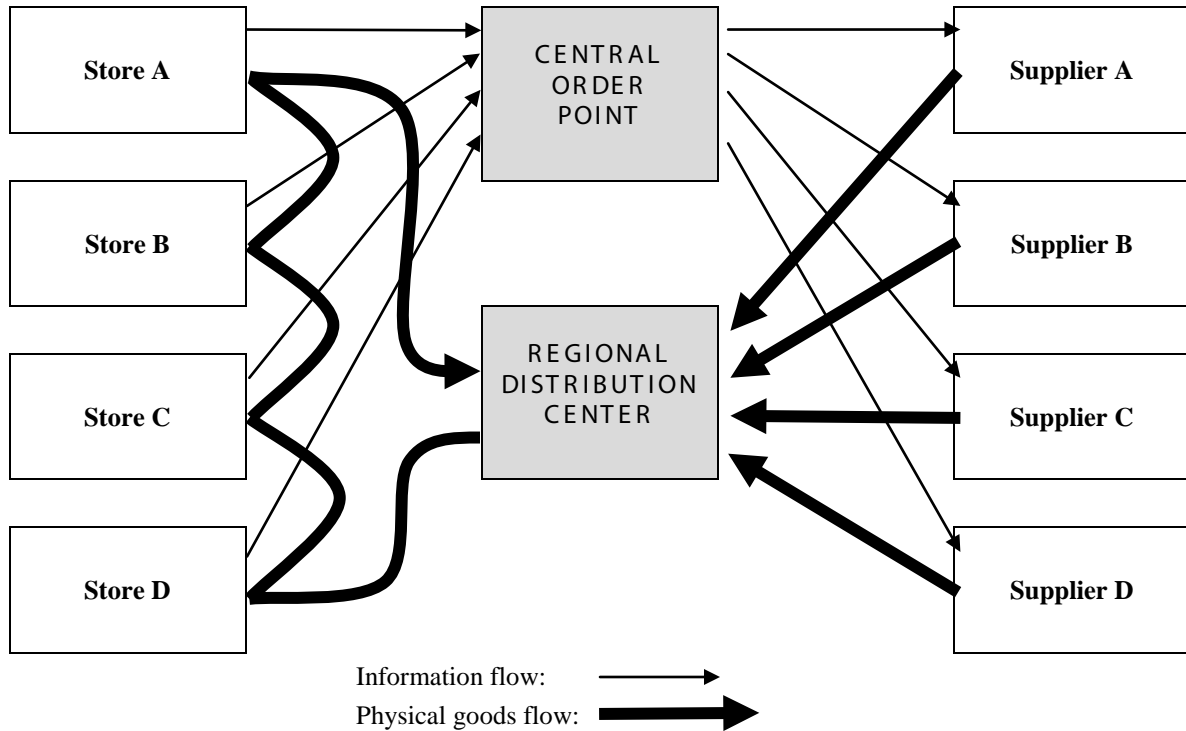 Store A
Store B
Store C
Store D
CENTRAL
ORDER
POINT
REGIONAL
DISTRIBUTION
CENTER
Supplier A
Supplier B
Supplier C
Supplier D
Information flow:
Physical goods flow: